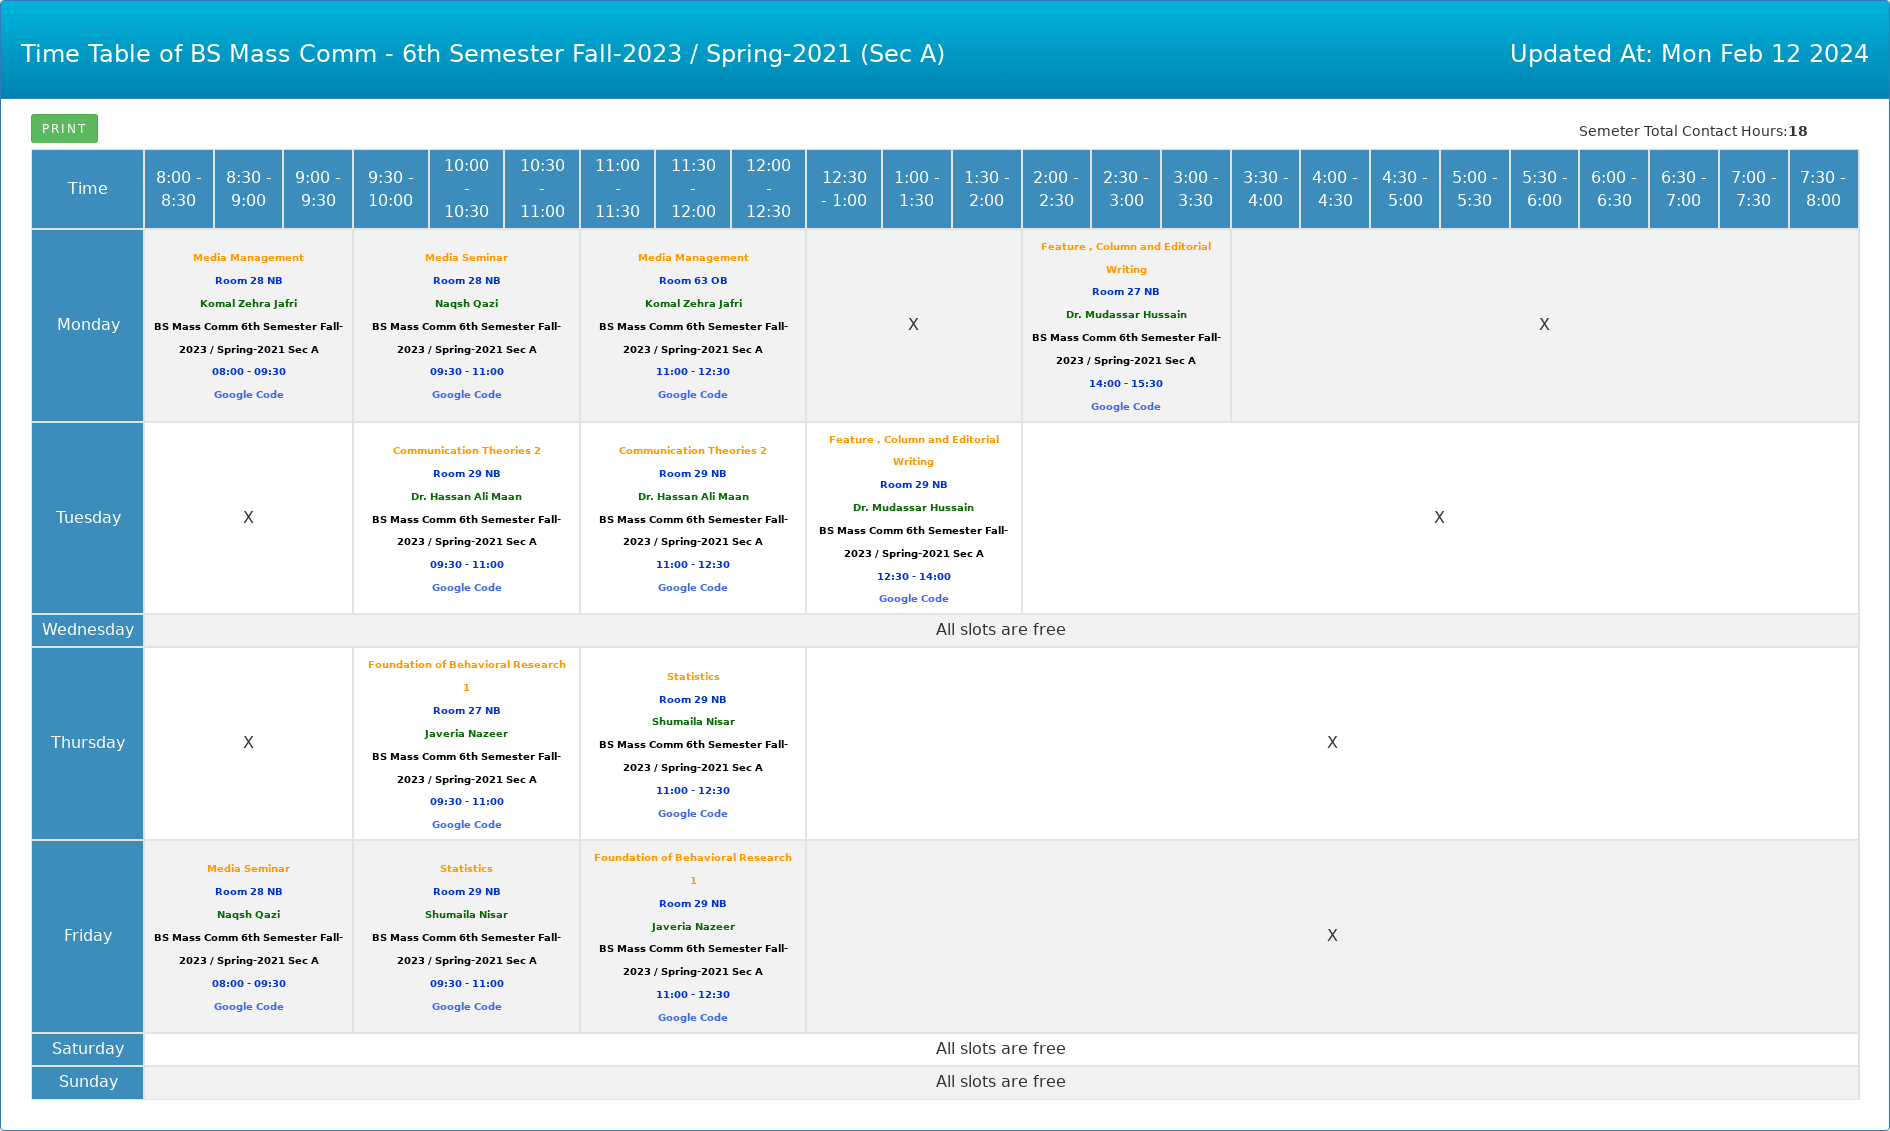 Time Table of BS Mass Comm - 6th Semester Fall-2023 / Spring-2021 (Sec A)
Updated At: Mon Feb 12 2024
PRINT
Semeter Total Contact Hours:18
Time
8:00 -
8:30
8:30 -
9:00
9:00 -
9:30
9:30 -
10:00
10:00
-
10:30
10:30
-
11:00
11:00
-
11:30
11:30
-
12:00
12:00
-
12:30
12:30
- 1:00
1:00 -
1:30
1:30 -
2:00
2:00 -
2:30
2:30 -
3:00
3:00 -
3:30
3:30 -
4:00
4:00 -
4:30
4:30 -
5:00
5:00 -
5:30
5:30 -
6:00
6:00 -
6:30
6:30 -
7:00
7:00 -
7:30
7:30 -
8:00
Monday
Media Management
Room 28 NB
Komal Zehra Jafri
BS Mass Comm 6th Semester Fall-
2023 / Spring-2021 Sec A
08:00 - 09:30
Google Code
Media Seminar
Room 28 NB
Naqsh Qazi
BS Mass Comm 6th Semester Fall-
2023 / Spring-2021 Sec A
09:30 - 11:00
Google Code
Media Management
Room 63 OB
Komal Zehra Jafri
BS Mass Comm 6th Semester Fall-
2023 / Spring-2021 Sec A
11:00 - 12:30
Google Code
X
Feature , Column and Editorial
Writing
Room 27 NB
Dr. Mudassar Hussain
BS Mass Comm 6th Semester Fall-
2023 / Spring-2021 Sec A
14:00 - 15:30
Google Code
X
Tuesday
X
Communication Theories 2
Room 29 NB
Dr. Hassan Ali Maan
BS Mass Comm 6th Semester Fall-
2023 / Spring-2021 Sec A
09:30 - 11:00
Google Code
Communication Theories 2
Room 29 NB
Dr. Hassan Ali Maan
BS Mass Comm 6th Semester Fall-
2023 / Spring-2021 Sec A
11:00 - 12:30
Google Code
Feature , Column and Editorial
Writing
Room 29 NB
Dr. Mudassar Hussain
BS Mass Comm 6th Semester Fall-
2023 / Spring-2021 Sec A
12:30 - 14:00
Google Code
X
Wednesday
All slots are free
Thursday
X
Foundation of Behavioral Research
1
Room 27 NB
Javeria Nazeer
BS Mass Comm 6th Semester Fall-
2023 / Spring-2021 Sec A
09:30 - 11:00
Google Code
Statistics
Room 29 NB
Shumaila Nisar
BS Mass Comm 6th Semester Fall-
2023 / Spring-2021 Sec A
11:00 - 12:30
Google Code
X
Friday
Media Seminar
Room 28 NB
Naqsh Qazi
BS Mass Comm 6th Semester Fall-
2023 / Spring-2021 Sec A
08:00 - 09:30
Google Code
Statistics
Room 29 NB
Shumaila Nisar
BS Mass Comm 6th Semester Fall-
2023 / Spring-2021 Sec A
09:30 - 11:00
Google Code
Foundation of Behavioral Research
1
Room 29 NB
Javeria Nazeer
BS Mass Comm 6th Semester Fall-
2023 / Spring-2021 Sec A
11:00 - 12:30
Google Code
X
Saturday
All slots are free
Sunday
All slots are free